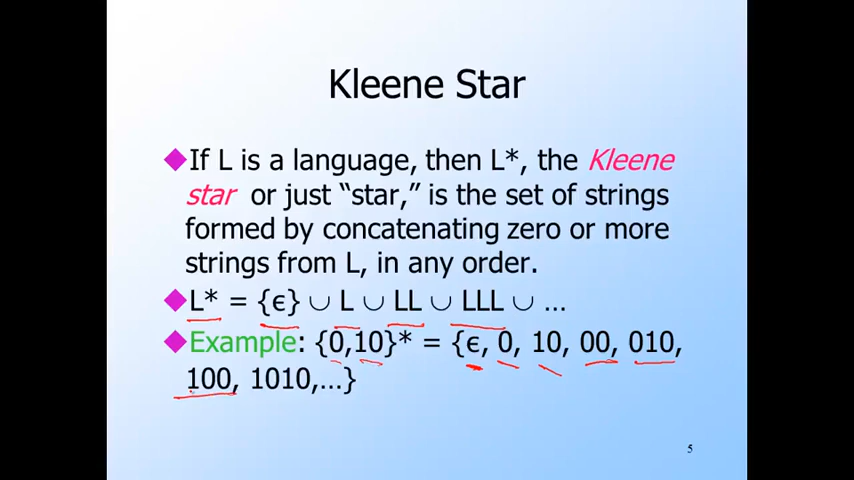 Kleene Star
If L is a language, then L*, the Kleene
star or just “star,” is the set of strings
formed by concatenating zero or more
strings from L, in any order.
L* = {ϵ} ∪ L ∪ LL ∪ LLL ∪ …
Example: {0,10}* = {ϵ, 0, 10, 00, 010,
100, 1010,…}
5